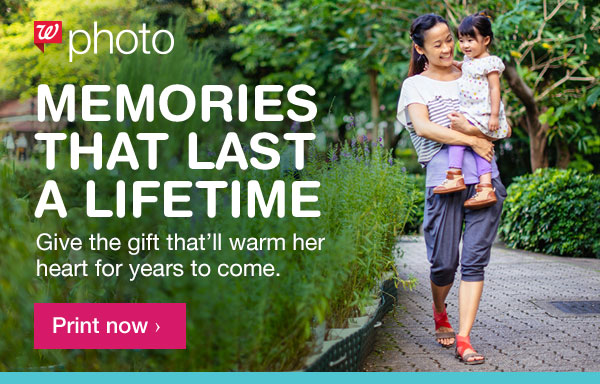 W photo
MEMORIES
THAT LAST
A LIFETIME
Give the gift that'll warm her
heart for years to come.
Print now ›